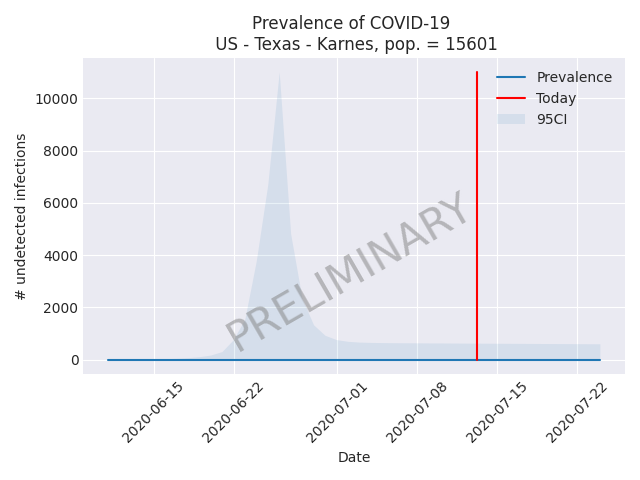 Prevalence of COVID-19
US - Texas - Karnes, pop. = 15601
# undetected infections
10000
8000
6000
4000
2000
0
Prevalence
Today
95CI
PRELIMINARY
2020-06-15
2020-06-22
2020-07-01
2020-07-08
2020-07-15
2020-07-22
Date